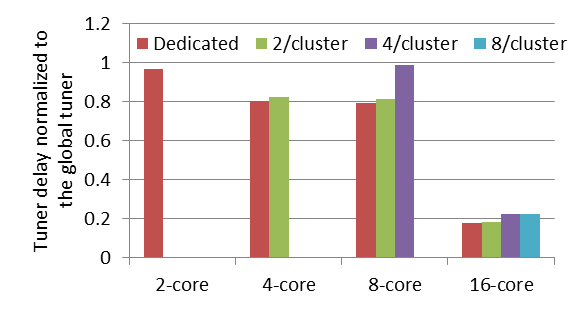 Tuner delay normalized to
the global tuner
1.2
1
0.8
0.6
0.4
0.2
0
Dedicated 2/cluster 4/cluster 8/cluster
2-core 4-core 8-core 16-core